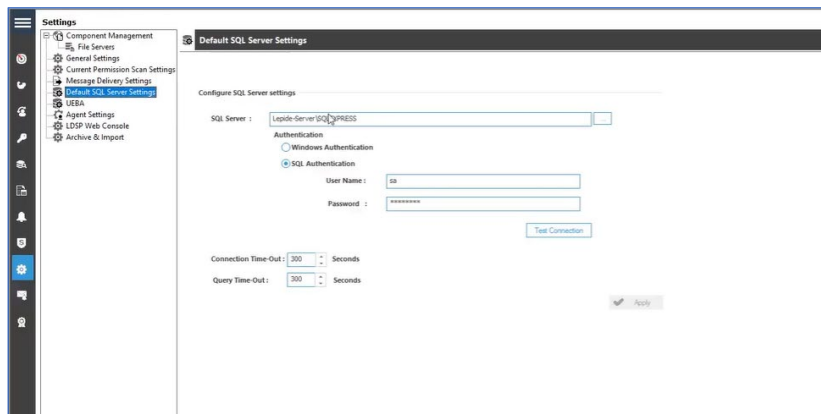 Settings
Component Management
File Servers
General Settings
Current Permission Scan Settings
Message Delivery Settings
Default SQL Server Settings
UEBA
Agent Settings
LDSP Web Console
Archive & Import
Default SQL Server Settings
Configure SQL Server settings
SQL Server :
Authentication
Windows Authentication
SQL Authentication
User Name : sa
Password : ********
Test Connection
Connection Time-Out : 300 Seconds
Query Time-Out : 300 Seconds
Apply